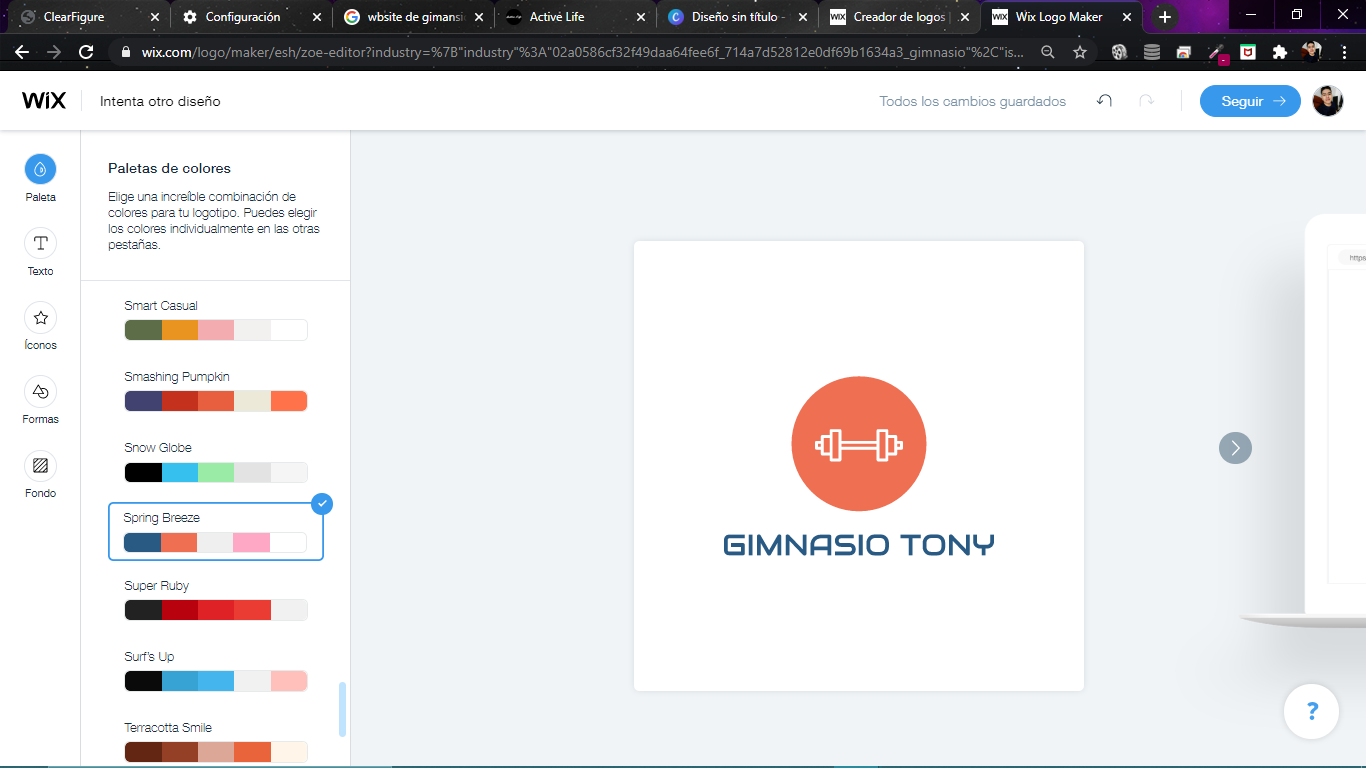 ClearFigure
Configuración
wbsite de gimansi
Active Life
Diseño sin título -
Creador de logos |
Wix Logo Maker
wix.com/logo/maker/esh/zoe-editor?industry=%7B"industry"%3A"02a0586cf32f49daa64fee6f_714a7d52812e0df69b1634a3_gimnasio"%2C"is...
WiX
Intenta otro diseño
Todos los cambios guardados
Seguir
Paleta
Texto
Íconos
Formas
Fondo
Paletas de colores
Elige una increíble combinación de
colores para tu logotipo. Puedes elegir
los colores individualmente en las otras
pestañas.
Smart Casual
Smashing Pumpkin
Snow Globe
Spring Breeze
Super Ruby
Surf's Up
Terracotta Smile
GIMNASIO TONY
https
?